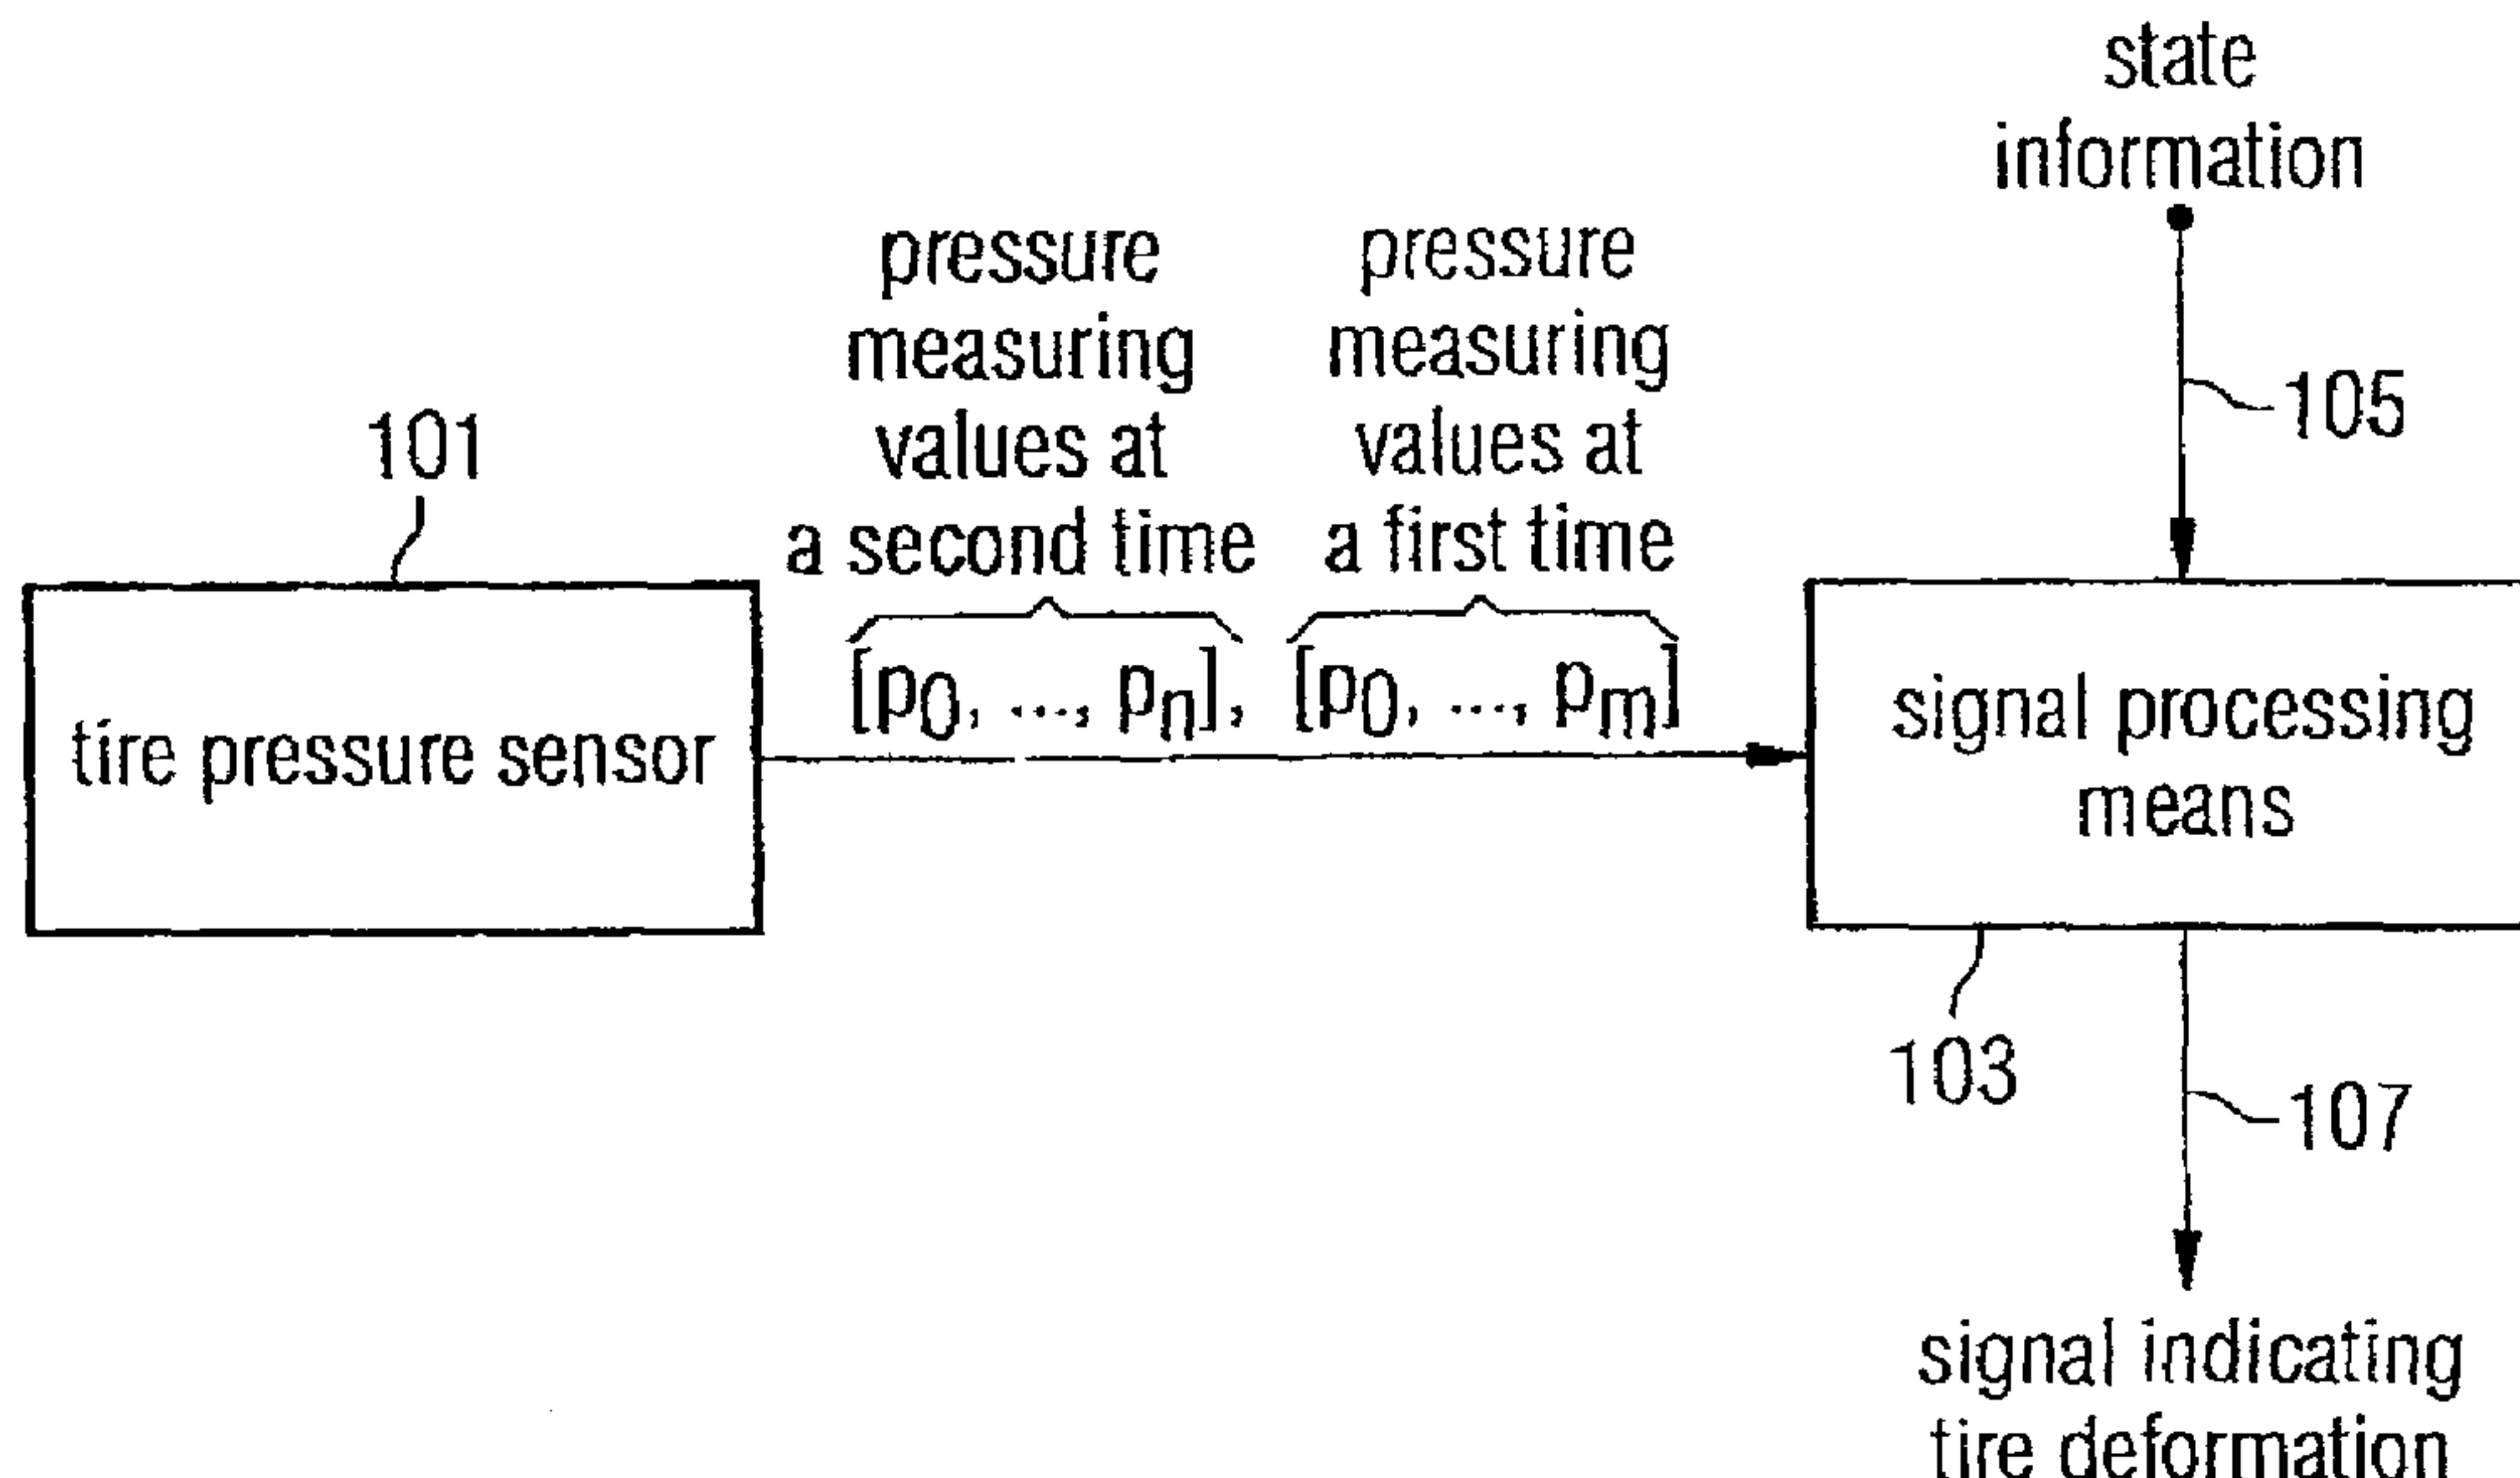 state
information
105
pressure
measuring
values at
a second time
pressure
measuring
values at
a first time
101
[p0, ..., pn], [p0, ..., pm]
tire pressure sensor
signal processing
means
103
107
signal indicating
tire deformation